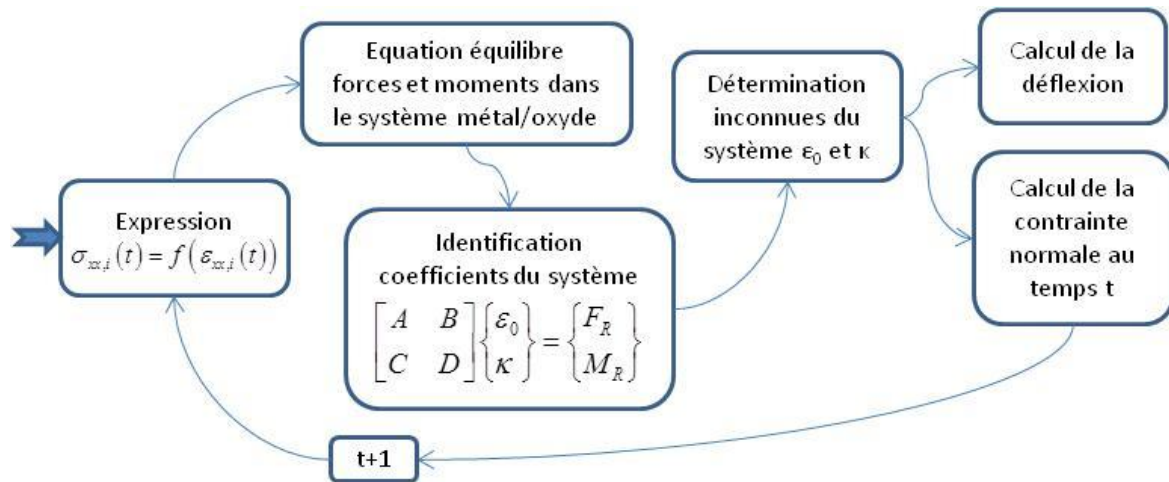 Expression
σxx,i(t) = f(εxx,i(t))
Equation équilibre
forces et moments dans
le système métal/oxyde
Identification
coefficients du système
[A B] {ε0} = {FR}
[C D] {κ} = {MR}
Détermination
inconnues du
système ε0 et κ
Calcul de la
déflexion
Calcul de la
contrainte
normale au
temps t
t+1